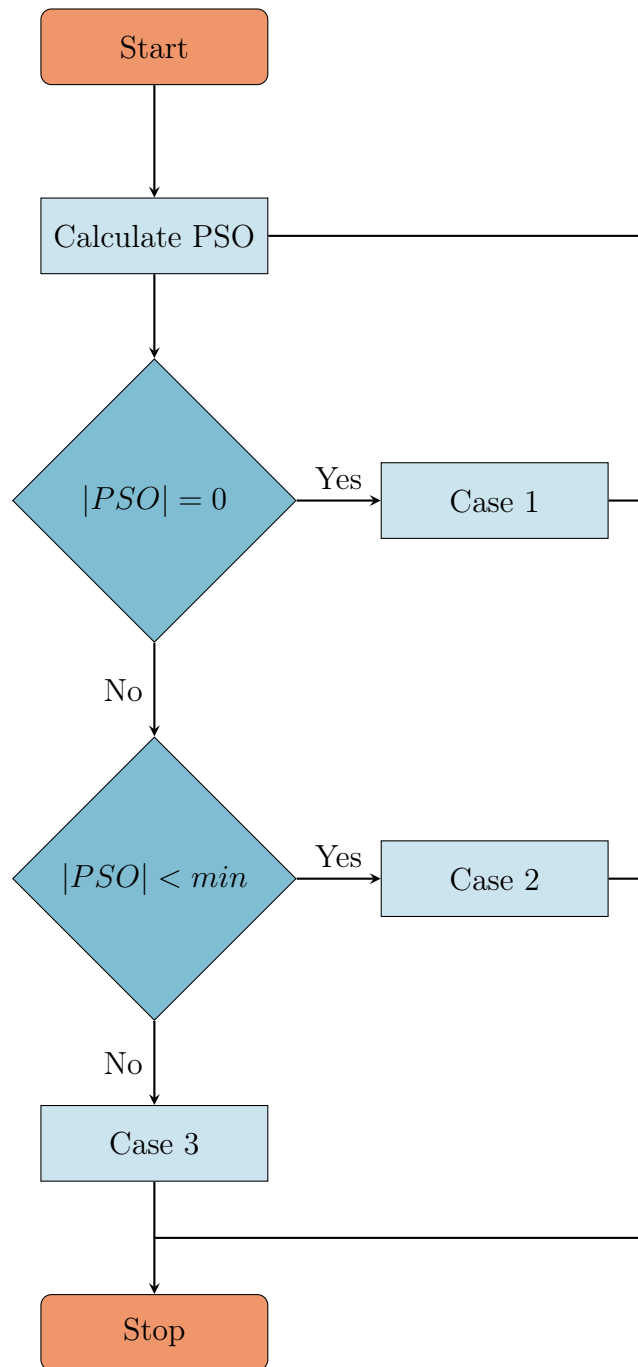 Start
Calculate PSO
|PSO| = 0
Yes
Case 1
No
|PSO| < min
Yes
Case 2
No
Case 3
Stop